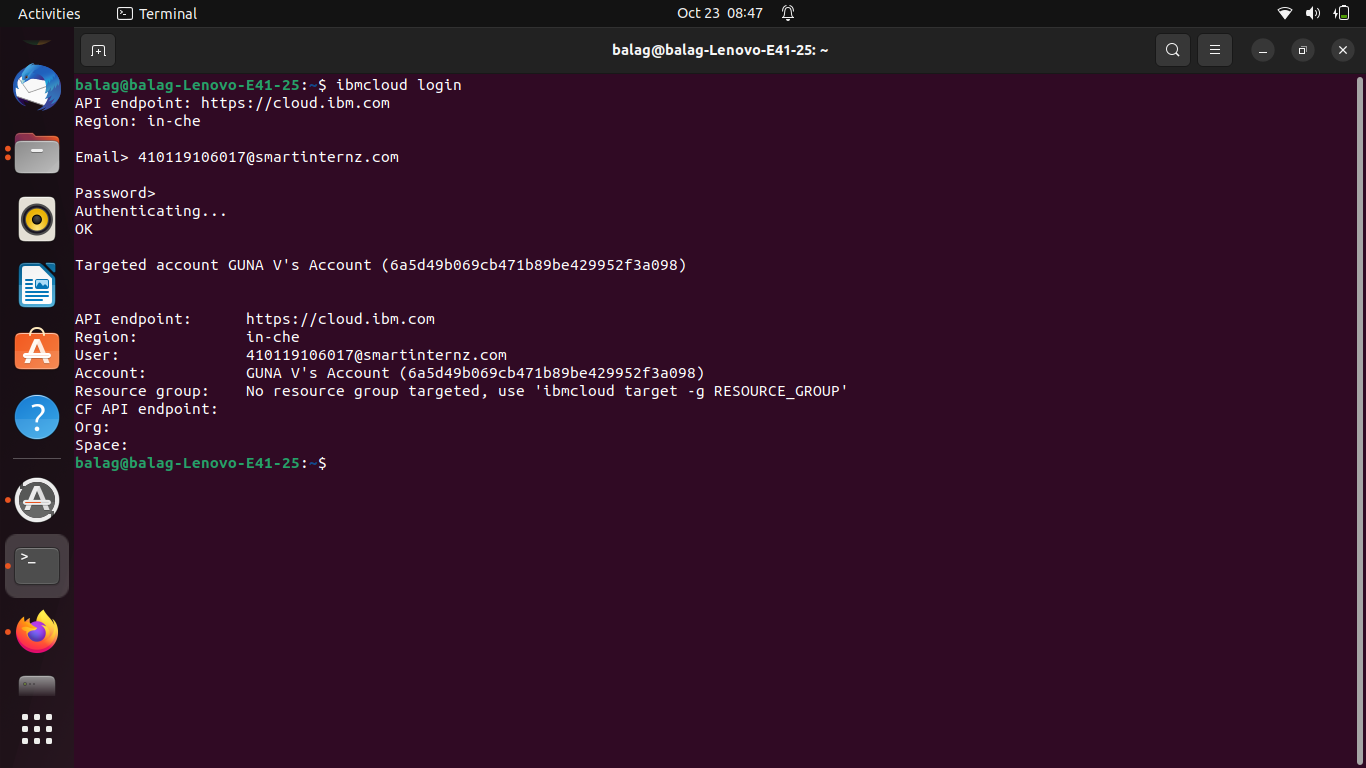 Activities Terminal Oct 23 08:47
balag@balag-Lenovo-E41-25: ~
balag@balag-Lenovo-E41-25:~$ ibmcloud login
API endpoint: https://cloud.ibm.com
Region: in-che
Email> 410119106017@smartinternz.com
Password>
Authenticating...
OK
Targeted account GUNA V's Account (6a5d49b069cb471b89be429952f3a098)
API endpoint: https://cloud.ibm.com
Region: in-che
User: 410119106017@smartinternz.com
Account: GUNA V's Account (6a5d49b069cb471b89be429952f3a098)
Resource group: No resource group targeted, use 'ibmcloud target -g RESOURCE_GROUP'
CF API endpoint:
Org:
Space:
balag@balag-Lenovo-E41-25:~$